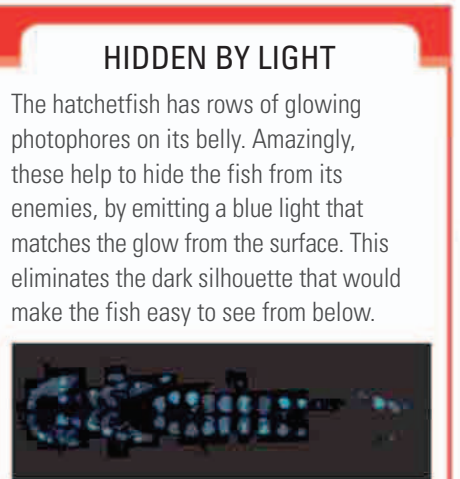 HIDDEN BY LIGHT
The hatchetfish has rows of glowing
photophores on its belly. Amazingly,
these help to hide the fish from its
enemies, by emitting a blue light that
matches the glow from the surface. This
eliminates the dark silhouette that would
make the fish easy to see from below.